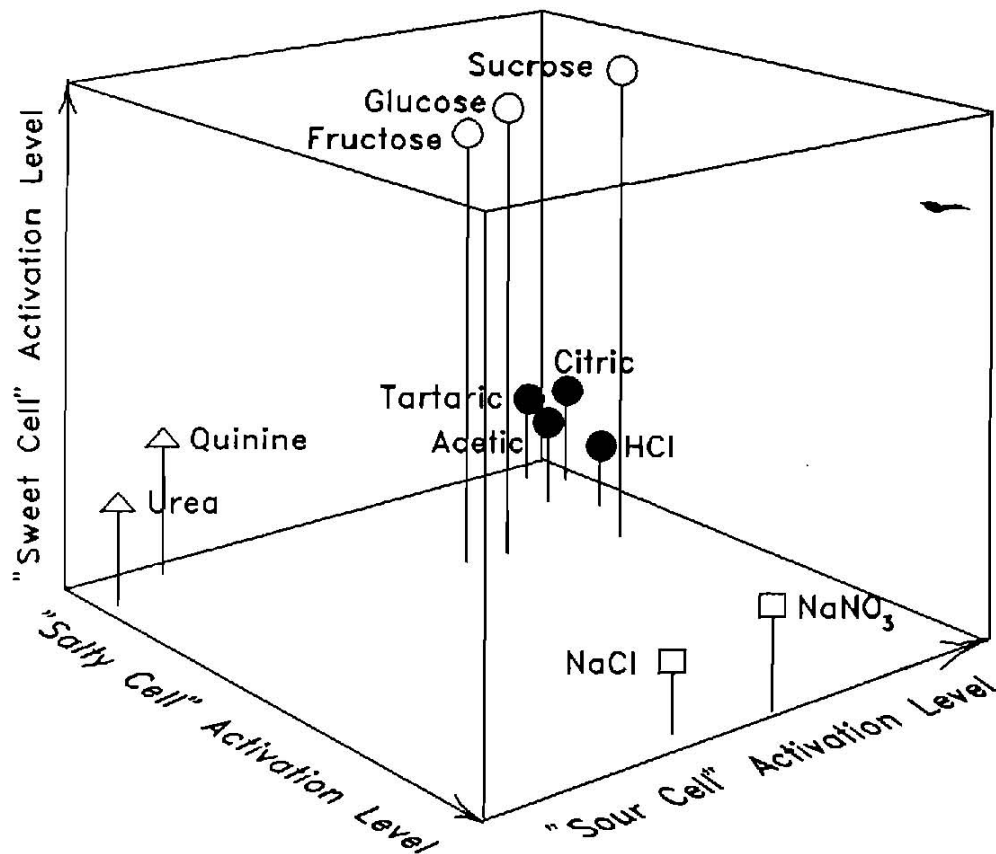 Sucrose
Glucose
Fructose
"Sweet Cell" Activation Level
Citric
Tartaric
Acetic
HCl
Quinine
Urea
NaNO₃
NaCl
"Salty Cell" Activation Level
"Sour Cell" Activation Level